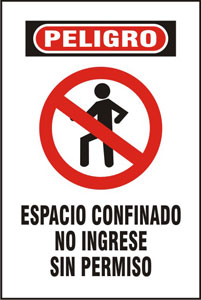 PELIGRO
ESPACIO CONFINADO
NO INGRESE
SIN PERMISO